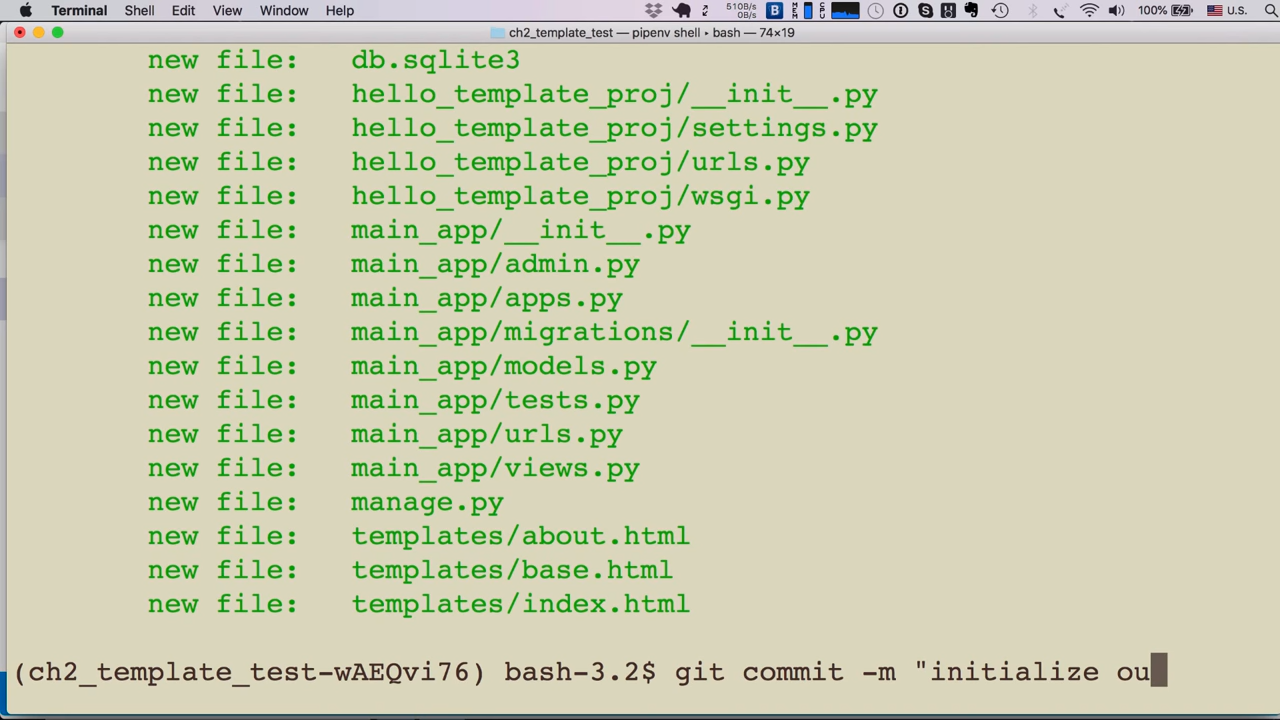 Terminal Shell Edit View Window Help 510B/s 0B/s B MEM CPU 100% U.S.
ch2_template_test — pipenv shell ▸ bash — 74×19
new file: db.sqlite3
new file: hello_template_proj/__init__.py
new file: hello_template_proj/settings.py
new file: hello_template_proj/urls.py
new file: hello_template_proj/wsgi.py
new file: main_app/__init__.py
new file: main_app/admin.py
new file: main_app/apps.py
new file: main_app/migrations/__init__.py
new file: main_app/models.py
new file: main_app/tests.py
new file: main_app/urls.py
new file: main_app/views.py
new file: manage.py
new file: templates/about.html
new file: templates/base.html
new file: templates/index.html
(ch2_template_test-wAEQvi76) bash-3.2$ git commit -m "initialize ou